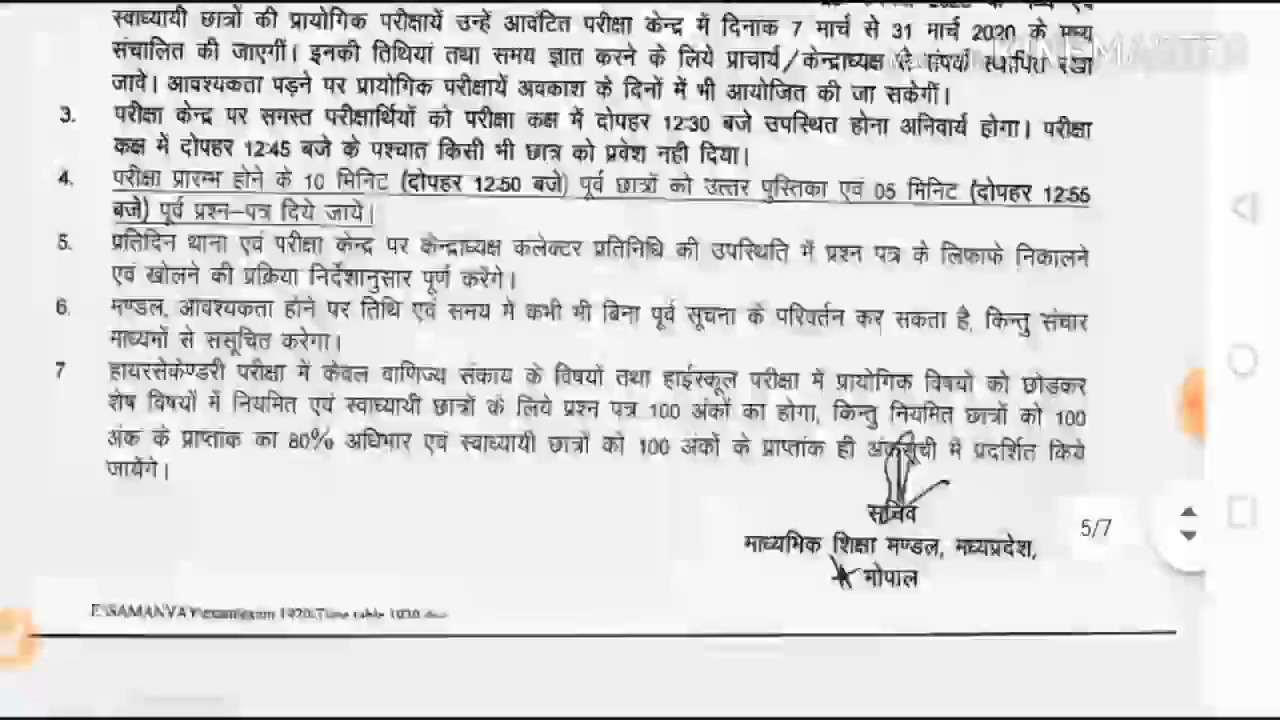 स्वाध्यायी छात्रों की प्रायोगिक परीक्षायें उन्हें आवंटित परीक्षा केन्द्र में दिनाक 7 मार्च से 31 मार्च 2020 के मध्य
संचालित की जाएगीं। इनकी तिथियां तथा समय ज्ञात करने के लिये प्राचार्य/केन्द्राध्यक्ष से संपर्क स्थापित रखा
जावे। आवश्यकता पड़ने पर प्रायोगिक परीक्षायें अवकाश के दिनों में भी आयोजित की जा सकेगीं।
3. परीक्षा केन्द्र पर समस्त परीक्षार्थियों को परीक्षा कक्ष में दोपहर 12:30 बजे उपस्थित होना अनिवार्य होगा। परीक्षा
कक्ष में दोपहर 12:45 बजे के पश्चात किसी भी छात्र को प्रवेश नही दिया।
4. परीक्षा प्रारम्भ होने के 10 मिनिट (दोपहर 12:50 बजे) पूर्व छात्रों को उत्तर पुस्तिका एवं 05 मिनिट (दोपहर 12:55
बजे) पूर्व प्रश्न-पत्र दिये जायें।
5. प्रतिदिन थाना एवं परीक्षा केन्द्र पर केन्द्राध्यक्ष कलेक्टर प्रतिनिधि की उपस्थिति में प्रश्न पत्र के लिफाफे निकालने
एवं खोलने की प्रक्रिया निर्देशानुसार पूर्ण करेंगे।
6. मण्डल, आवश्यकता होने पर तिथि एवं समय में कभी भी बिना पूर्व सूचना के परिवर्तन कर सकता है, किन्तु संचार
माध्यमों से ससूचित करेगा।
7 हायरसेकेण्डरी परीक्षा में केवल वाणिज्य संकाय के विषयों तथा हाईस्कूल परीक्षा में प्रायोगिक विषयो को छोडकर
शेष विषयों में नियमित एवं स्वाध्यायी छात्रों के लिये प्रश्न पत्र 100 अंकों का होगा, किन्तु नियमित छात्रों को 100
अंक के प्राप्तांक का 80% अधिभार एवं स्वाध्यायी छात्रों को 100 अंकों के प्राप्तांक ही अंकसूची मे प्रदर्शित किये
जायेंगे।
सचिव
माध्यमिक शिक्षा मण्डल, मध्यप्रदेश,
भोपाल
5/7